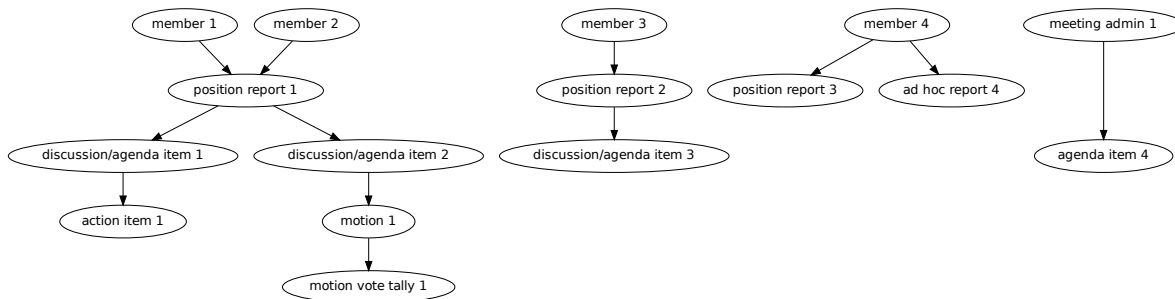 member 1
member 2
member 3
member 4
meeting admin 1
position report 1
position report 2
position report 3
ad hoc report 4
discussion/agenda item 1
discussion/agenda item 2
discussion/agenda item 3
agenda item 4
action item 1
motion 1
motion vote tally 1